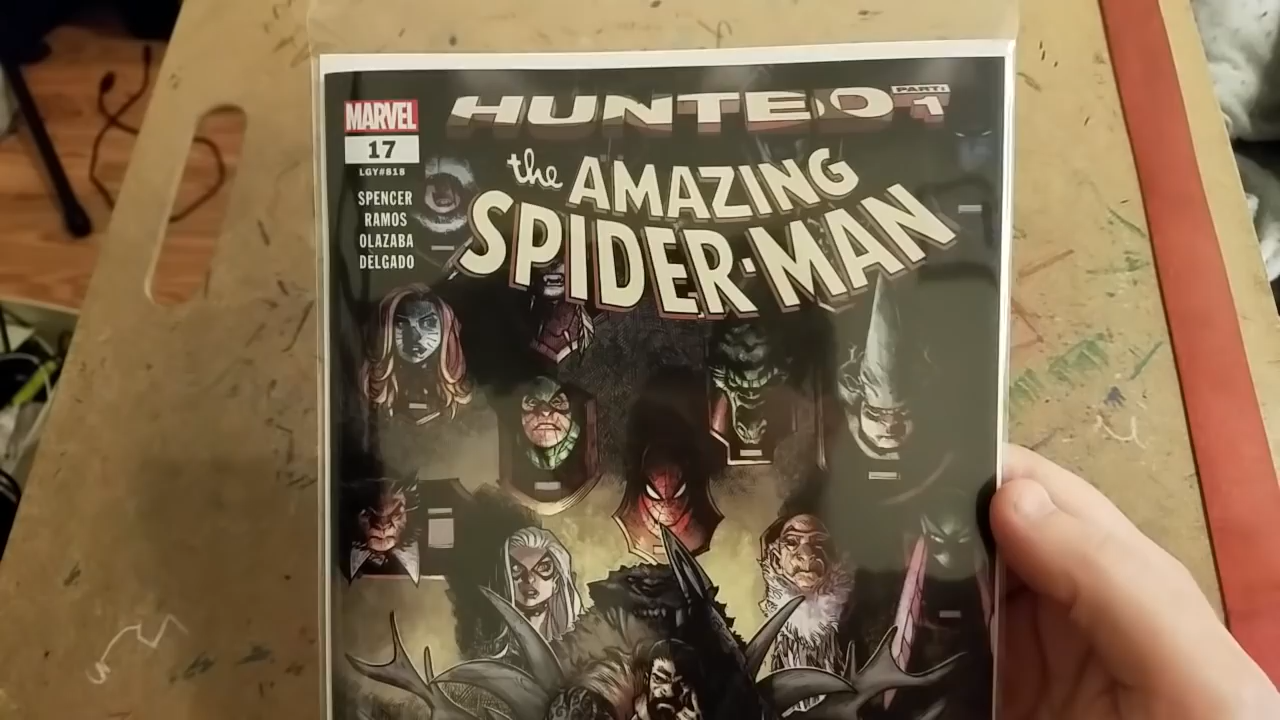 HUNTED PART: 1
MARVEL
17
LGY#818
the AMAZING
SPIDER-MAN
SPENCER
RAMOS
OLAZABA
DELGADO